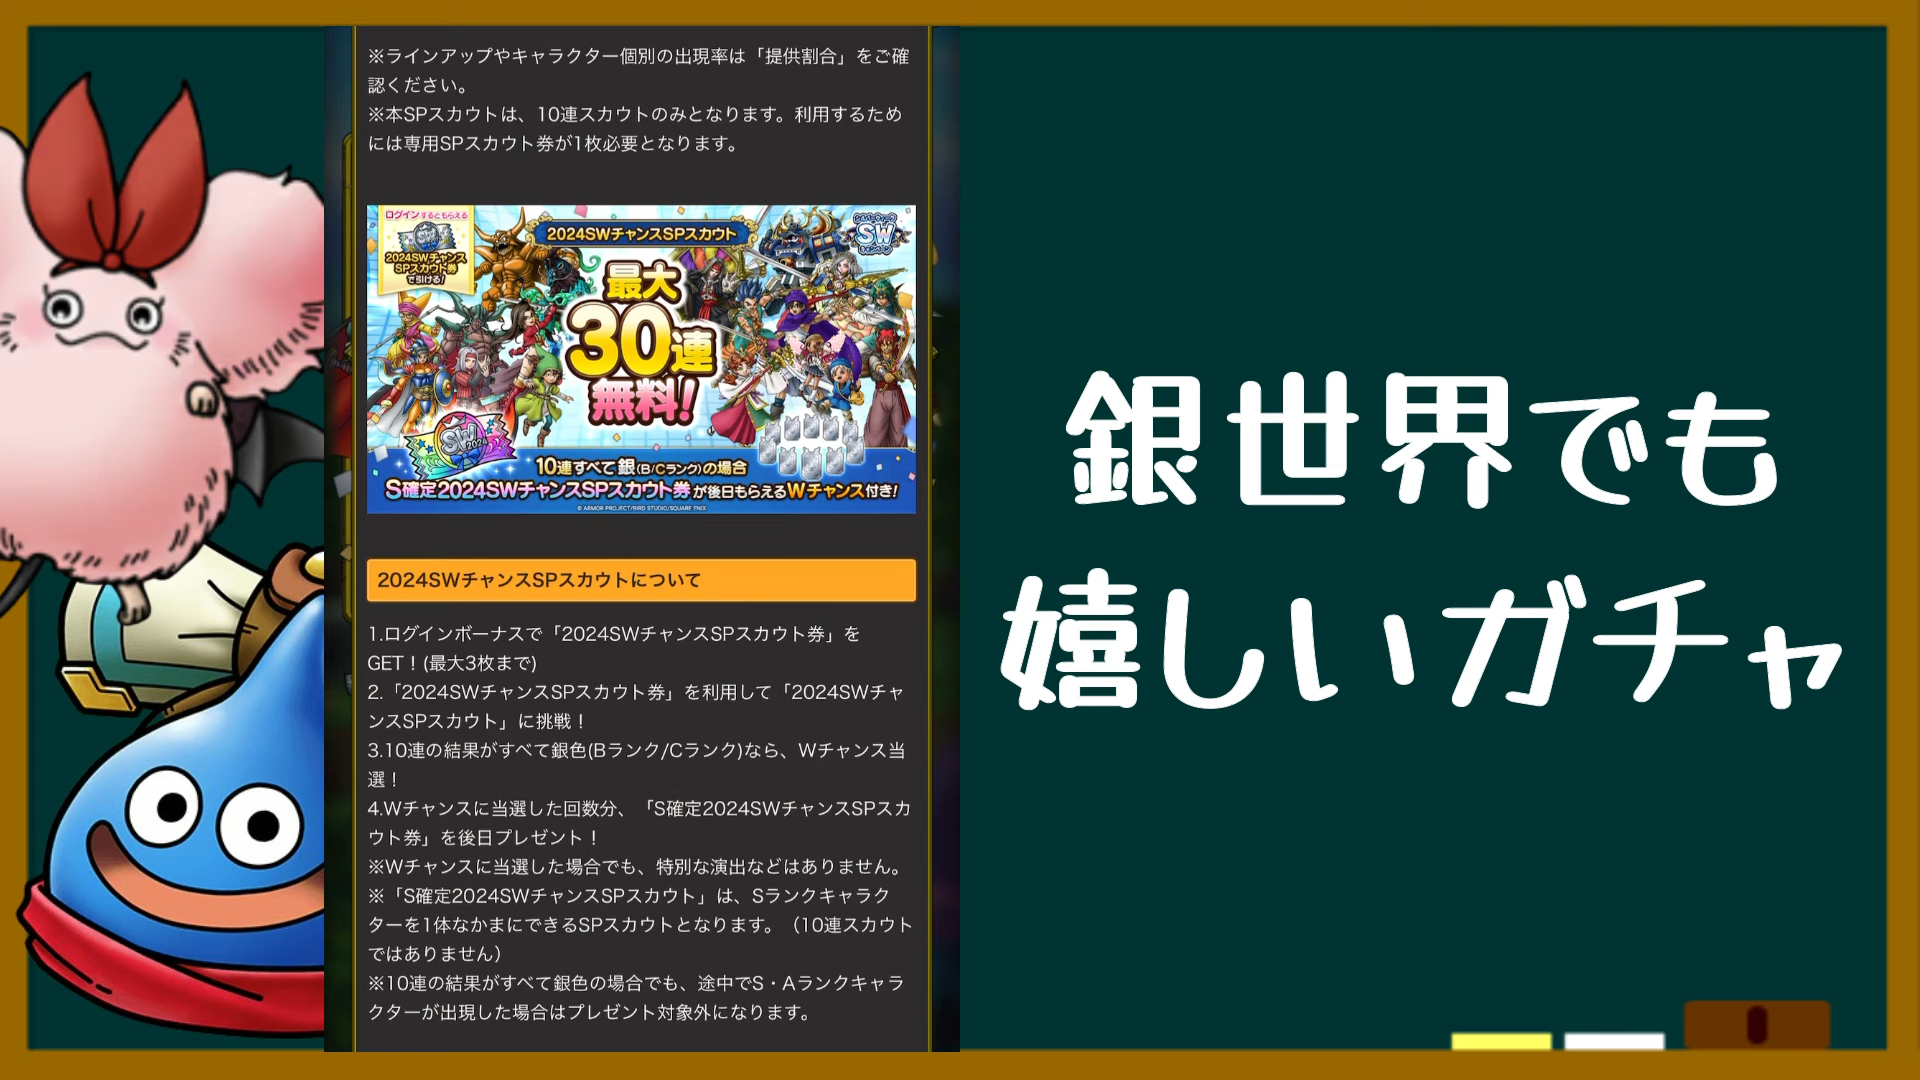 ※ラインアップやキャラクター個別の出現率は「提供割合」をご確
認ください。
※本SPスカウトは、10連スカウトのみとなります。利用するため
には専用SPスカウト券が1枚必要となります。
ログインするともらえる
SW
2024SWチャンス
SPスカウト券
で引ける!
2024SWチャンスSPスカウト
シルバーウィーク
SW
キャンペーン
最大
30連
無料!
SW
2024
10連すべて銀(B/Cランク)の場合
S確定2024SWチャンスSPスカウト券が後日もらえるWチャンス付き!
© ARMOR PROJECT/BIRD STUDIO/SQUARE ENIX
2024SWチャンスSPスカウトについて
1.ログインボーナスで「2024SWチャンスSPスカウト券」を
GET!(最大3枚まで)
2.「2024SWチャンスSPスカウト券」を利用して「2024SWチャ
ンスSPスカウト」に挑戦!
3.10連の結果がすべて銀色(Bランク/Cランク)なら、Wチャンス当
選!
4.Wチャンスに当選した回数分、「S確定2024SWチャンスSPスカ
ウト券」を後日プレゼント!
※Wチャンスに当選した場合でも、特別な演出などはありません。
※「S確定2024SWチャンスSPスカウト」は、Sランクキャラク
ターを1体なかまにできるSPスカウトとなります。(10連スカウト
ではありません)
※10連の結果がすべて銀色の場合でも、途中でS・Aランクキャラ
クターが出現した場合はプレゼント対象外になります。
銀世界でも
嬉しいガチャ